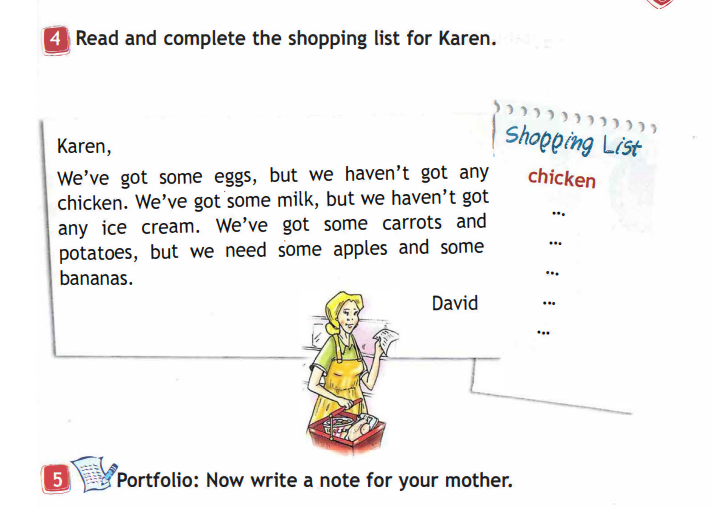 4 Read and complete the shopping list for Karen.
Karen,
We've got some eggs, but we haven't got any
chicken. We've got some milk, but we haven't got
any ice cream. We've got some carrots and
potatoes, but we need some apples and some
bananas.
David
Shopping List
chicken
...
...
...
...
...
5 Portfolio: Now write a note for your mother.